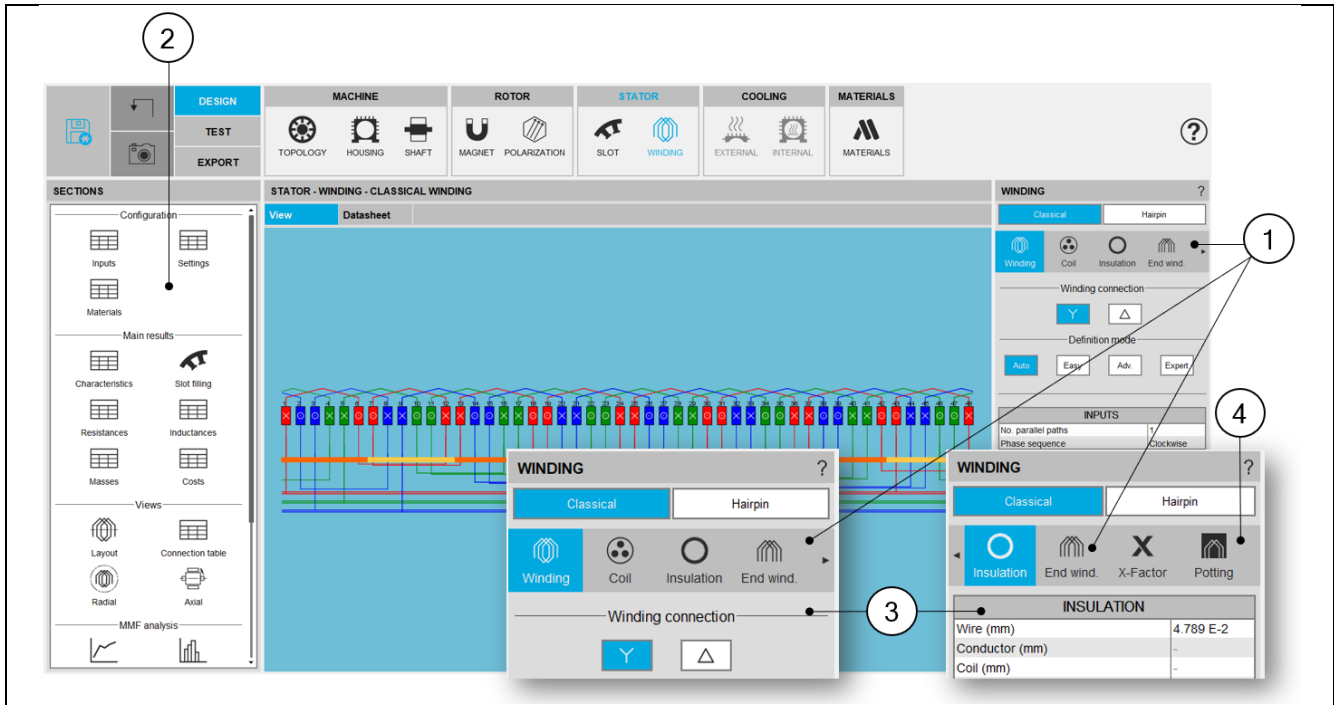 2
DESIGN
TEST
EXPORT
MACHINE
TOPOLOGY HOUSING SHAFT
ROTOR
MAGNET POLARIZATION
STATOR
SLOT WINDING
COOLING
EXTERNAL INTERNAL
MATERIALS
MATERIALS
?
SECTIONS
Configuration
Inputs Settings
Materials
Main results
Characteristics Slot filling
Resistances Inductances
Masses Costs
Views
Layout Connection table
Radial Axial
MMF analysis
STATOR - WINDING - CLASSICAL WINDING
View Datasheet
WINDING ?
Classical Hairpin
Winding Coil Insulation End wind.
Winding connection
Definition mode
Auto Easy Adv. Expert
INPUTS
No. parallel paths 1
Phase sequence Clockwise
1
4
WINDING ?
Classical Hairpin
Winding Coil Insulation End wind.
Winding connection
3
WINDING ?
Classical Hairpin
Insulation End wind. X-Factor Potting
INSULATION
Wire (mm) 4.789 E-2
Conductor (mm) -
Coil (mm) -